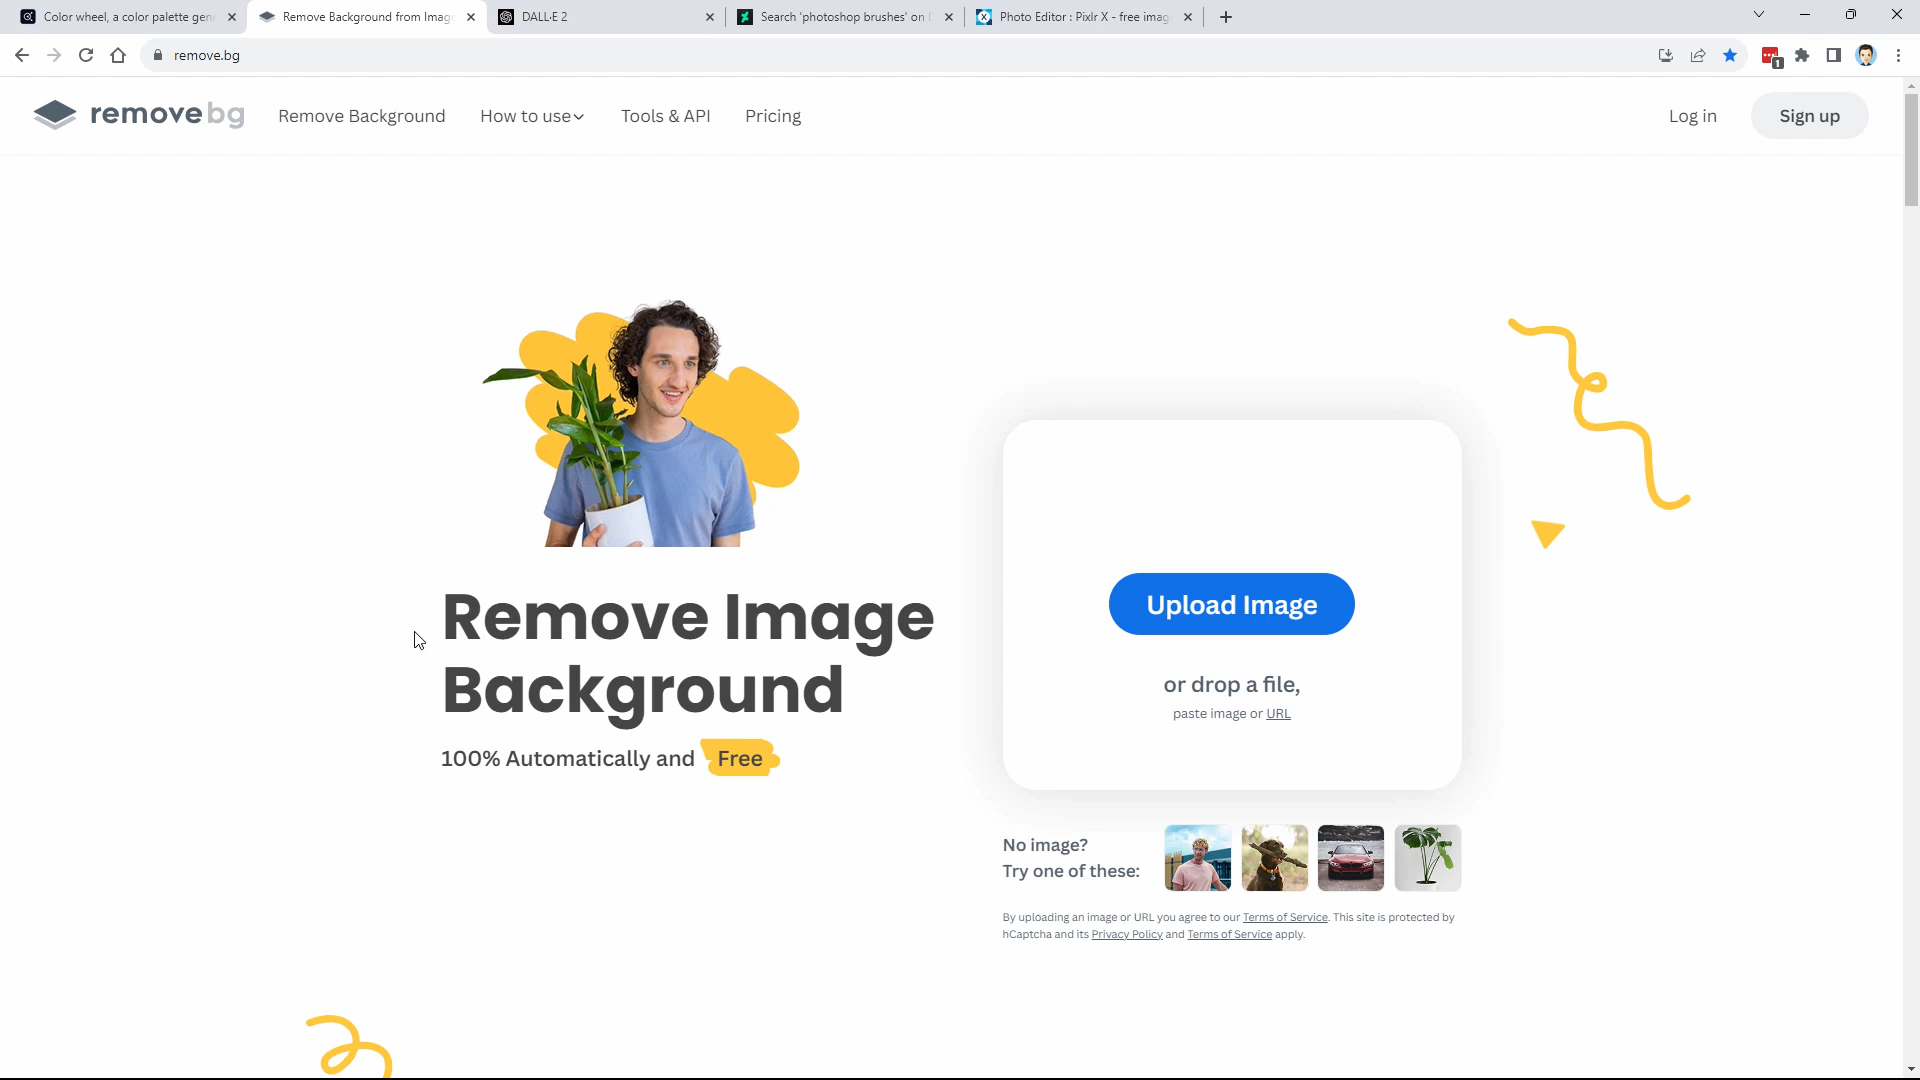 Color wheel, a color palette gen
Remove Background from Imag
DALL·E 2
Search 'photoshop brushes' on
Photo Editor : Pixlr X - free imag
remove.bg
1
removebg
Remove Background
How to use
Tools & API
Pricing
Log in
Sign up
Remove Image
Background
100% Automatically and Free
Upload Image
or drop a file,
paste image or URL
No image?
Try one of these:
By uploading an image or URL you agree to our Terms of Service. This site is protected by
hCaptcha and its Privacy Policy and Terms of Service apply.